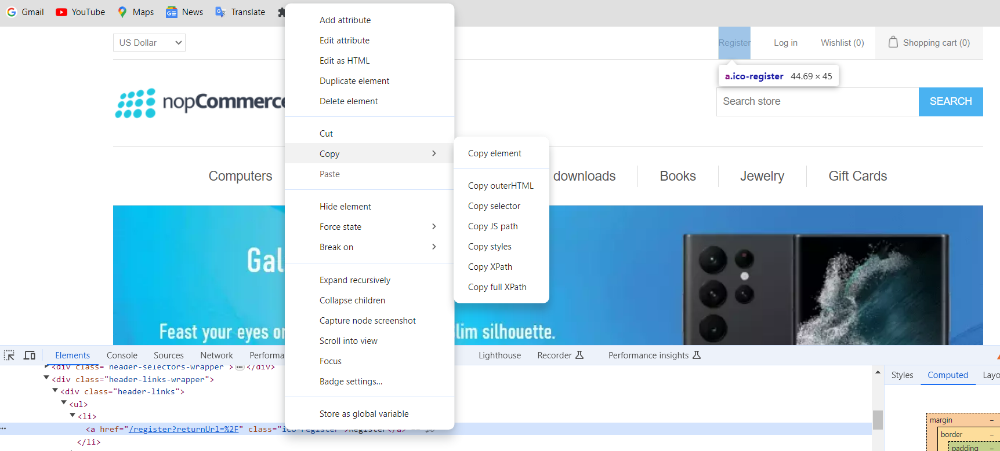 Gmail YouTube Maps News Translate
US Dollar
Register Log in Wishlist (0) Shopping cart (0)
a.ico-register 44.69 × 45
nopCommerce
Search store SEARCH
Computers downloads Books Jewelry Gift Cards
Gal
Feast your eyes
slim silhouette.
Add attribute
Edit attribute
Edit as HTML
Duplicate element
Delete element
Cut
Copy
Paste
Hide element
Force state
Break on
Expand recursively
Collapse children
Capture node screenshot
Scroll into view
Focus
Badge settings...
Store as global variable
Copy element
Copy outerHTML
Copy selector
Copy JS path
Copy styles
Copy XPath
Copy full XPath
Elements Console Sources Network Performa Lighthouse Recorder Performance insights
<div class="header-selectors-wrapper"> ... </div>
<div class="header-links-wrapper">
<div class="header-links">
<ul>
<li>
<a href="/register?returnUrl=%2F" class="ico-register">Register</a> == $0
</li>
Styles Computed Layo
margin –
border –
padding –